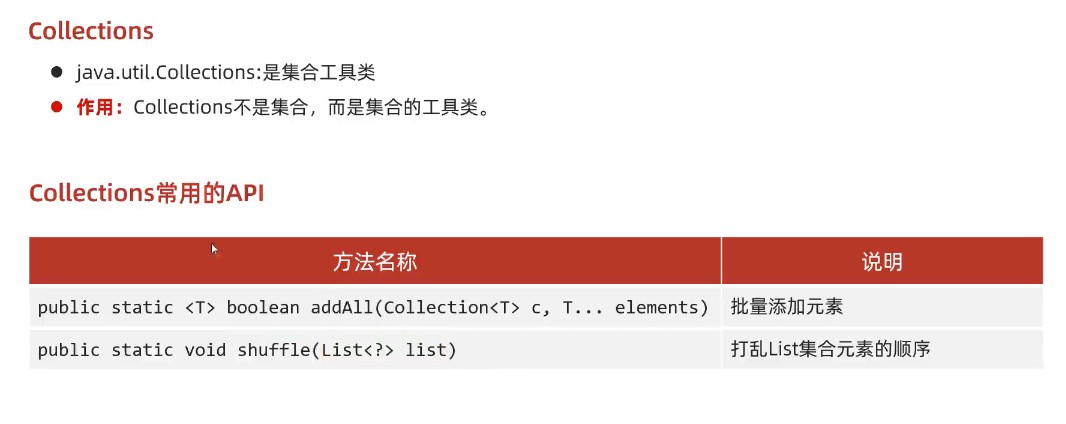 Collections
java.util.Collections:是集合工具类
作用：Collections不是集合，而是集合的工具类。
Collections常用的API
方法名称 说明
public static <T> boolean addAll(Collection<T> c, T... elements) 批量添加元素
public static void shuffle(List<?> list) 打乱List集合元素的顺序